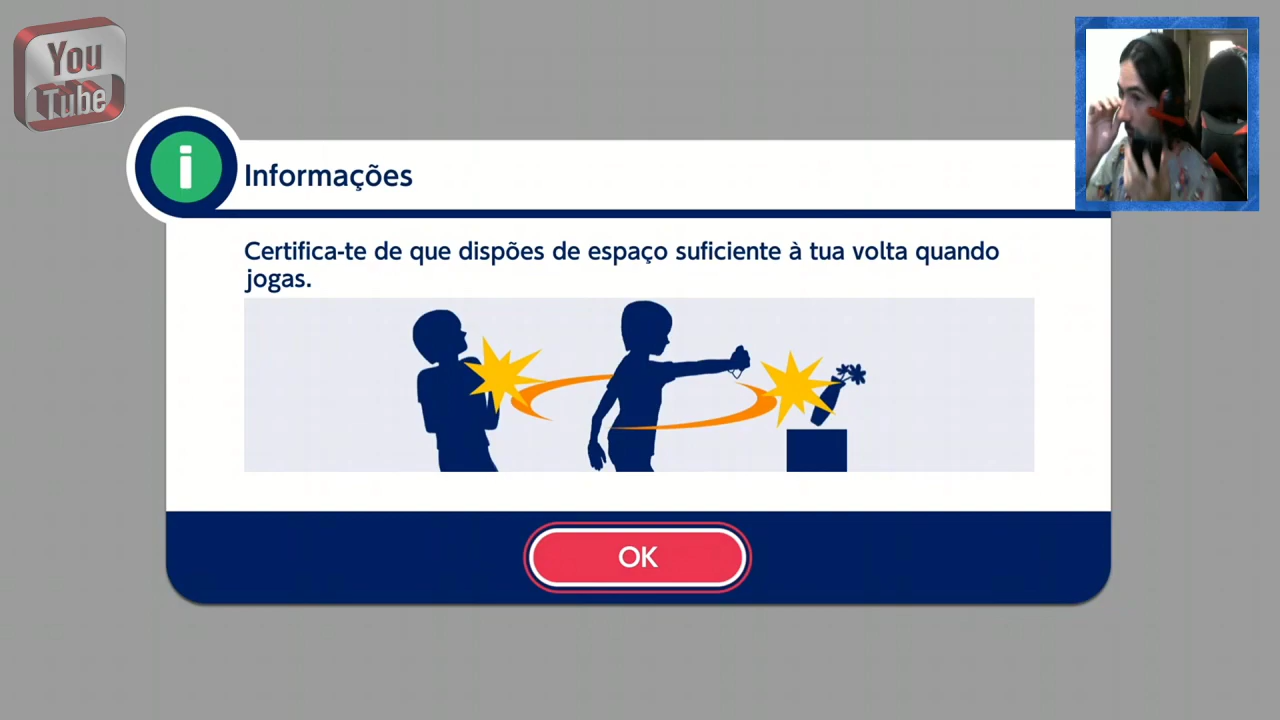 You
Tube
i
Informações
Certifica-te de que dispões de espaço suficiente à tua volta quando
jogas.
OK